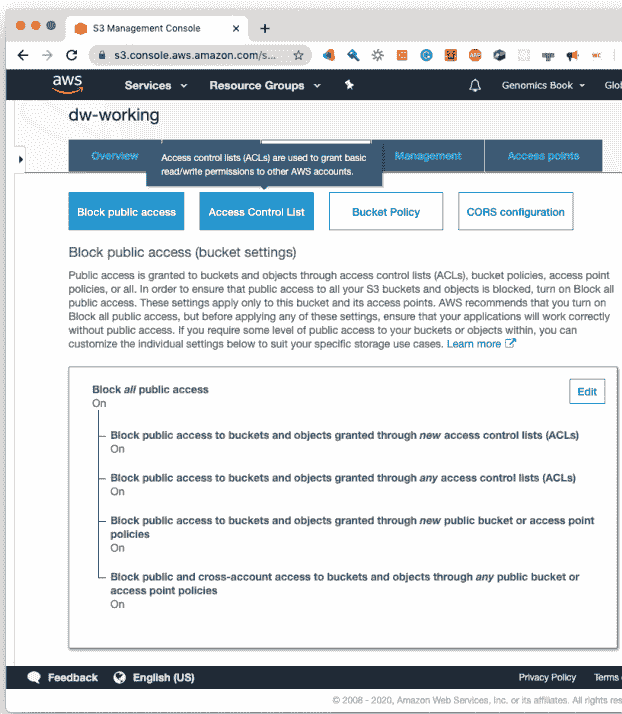 S3 Management Console
s3.console.aws.amazon.com/s...
aws
Services
Resource Groups
Genomics Book
Glo
dw-working
Overview
Access control lists (ACLs) are used to grant basic
read/write permissions to other AWS accounts.
Management
Access points
Block public access
Access Control List
Bucket Policy
CORS configuration
Block public access (bucket settings)
Public access is granted to buckets and objects through access control lists (ACLs), bucket policies, access point
policies, or all. In order to ensure that public access to all your S3 buckets and objects is blocked, turn on Block all
public access. These settings apply only to this bucket and its access points. AWS recommends that you turn on
Block all public access, but before applying any of these settings, ensure that your applications will work correctly
without public access. If you require some level of public access to your buckets or objects within, you can
customize the individual settings below to suit your specific storage use cases. Learn more
Block all public access
On
Edit
Block public access to buckets and objects granted through new access control lists (ACLs)
On
Block public access to buckets and objects granted through any access control lists (ACLs)
On
Block public access to buckets and objects granted through new public bucket or access point
policies
On
Block public and cross-account access to buckets and objects through any public bucket or
access point policies
On
Feedback
English (US)
Privacy Policy
Terms
© 2008 - 2020, Amazon Web Services, Inc. or its affiliates. All rights res